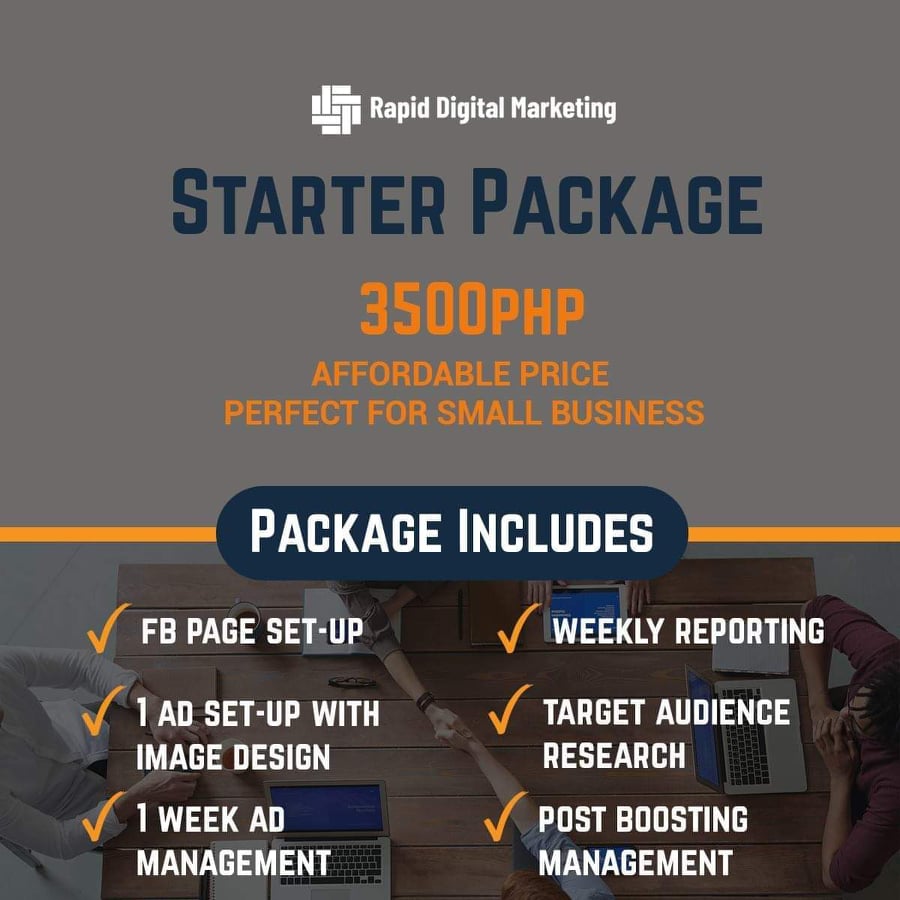 Rapid Digital Marketing
STARTER PACKAGE
3500PHP
AFFORDABLE PRICE
PERFECT FOR SMALL BUSINESS
PACKAGE INCLUDES
FB PAGE SET-UP
1 AD SET-UP WITH
IMAGE DESIGN
1 WEEK AD
MANAGEMENT
WEEKLY REPORTING
TARGET AUDIENCE
RESEARCH
POST BOOSTING
MANAGEMENT